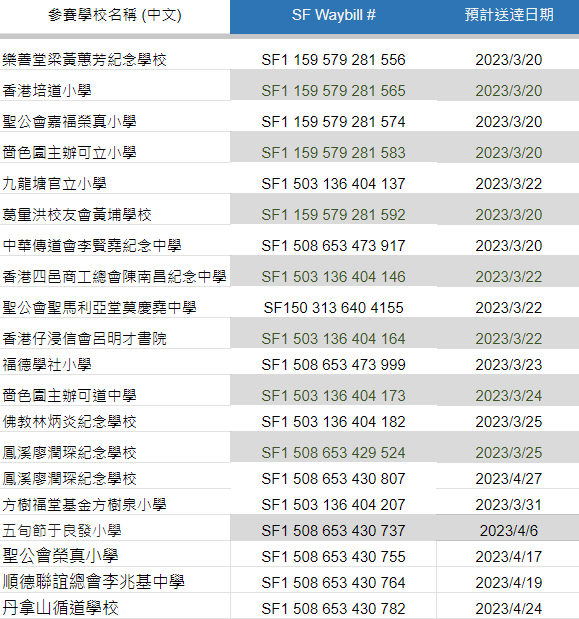 參賽學校名稱 (中文) SF Waybill # 預計送達日期
樂善堂梁黃蕙芳紀念學校 SF1 159 579 281 556 2023/3/20
香港培道小學 SF1 159 579 281 565 2023/3/20
聖公會嘉福榮真小學 SF1 159 579 281 574 2023/3/20
嗇色園主辦可立小學 SF1 159 579 281 583 2023/3/20
九龍塘官立小學 SF1 503 136 404 137 2023/3/22
葛量洪校友會黃埔學校 SF1 159 579 281 592 2023/3/20
中華傳道會李賢堯紀念中學 SF1 508 653 473 917 2023/3/20
香港四邑商工總會陳南昌紀念中學 SF1 503 136 404 146 2023/3/22
聖公會聖馬利亞堂莫慶堯中學 SF150 313 640 4155 2023/3/22
香港仔浸信會呂明才書院 SF1 503 136 404 164 2023/3/22
福德學社小學 SF1 508 653 473 999 2023/3/23
嗇色園主辦可道中學 SF1 503 136 404 173 2023/3/24
佛教林炳炎紀念學校 SF1 503 136 404 182 2023/3/25
鳳溪廖潤琛紀念學校 SF1 508 653 429 524 2023/3/25
鳳溪廖潤琛紀念學校 SF1 508 653 430 807 2023/4/27
方樹福堂基金方樹泉小學 SF1 503 136 404 207 2023/3/31
五旬節于良發小學 SF1 508 653 430 737 2023/4/6
聖公會榮真小學 SF1 508 653 430 755 2023/4/17
順德聯誼總會李兆基中學 SF1 508 653 430 764 2023/4/19
丹拿山循道學校 SF1 508 653 430 782 2023/4/24